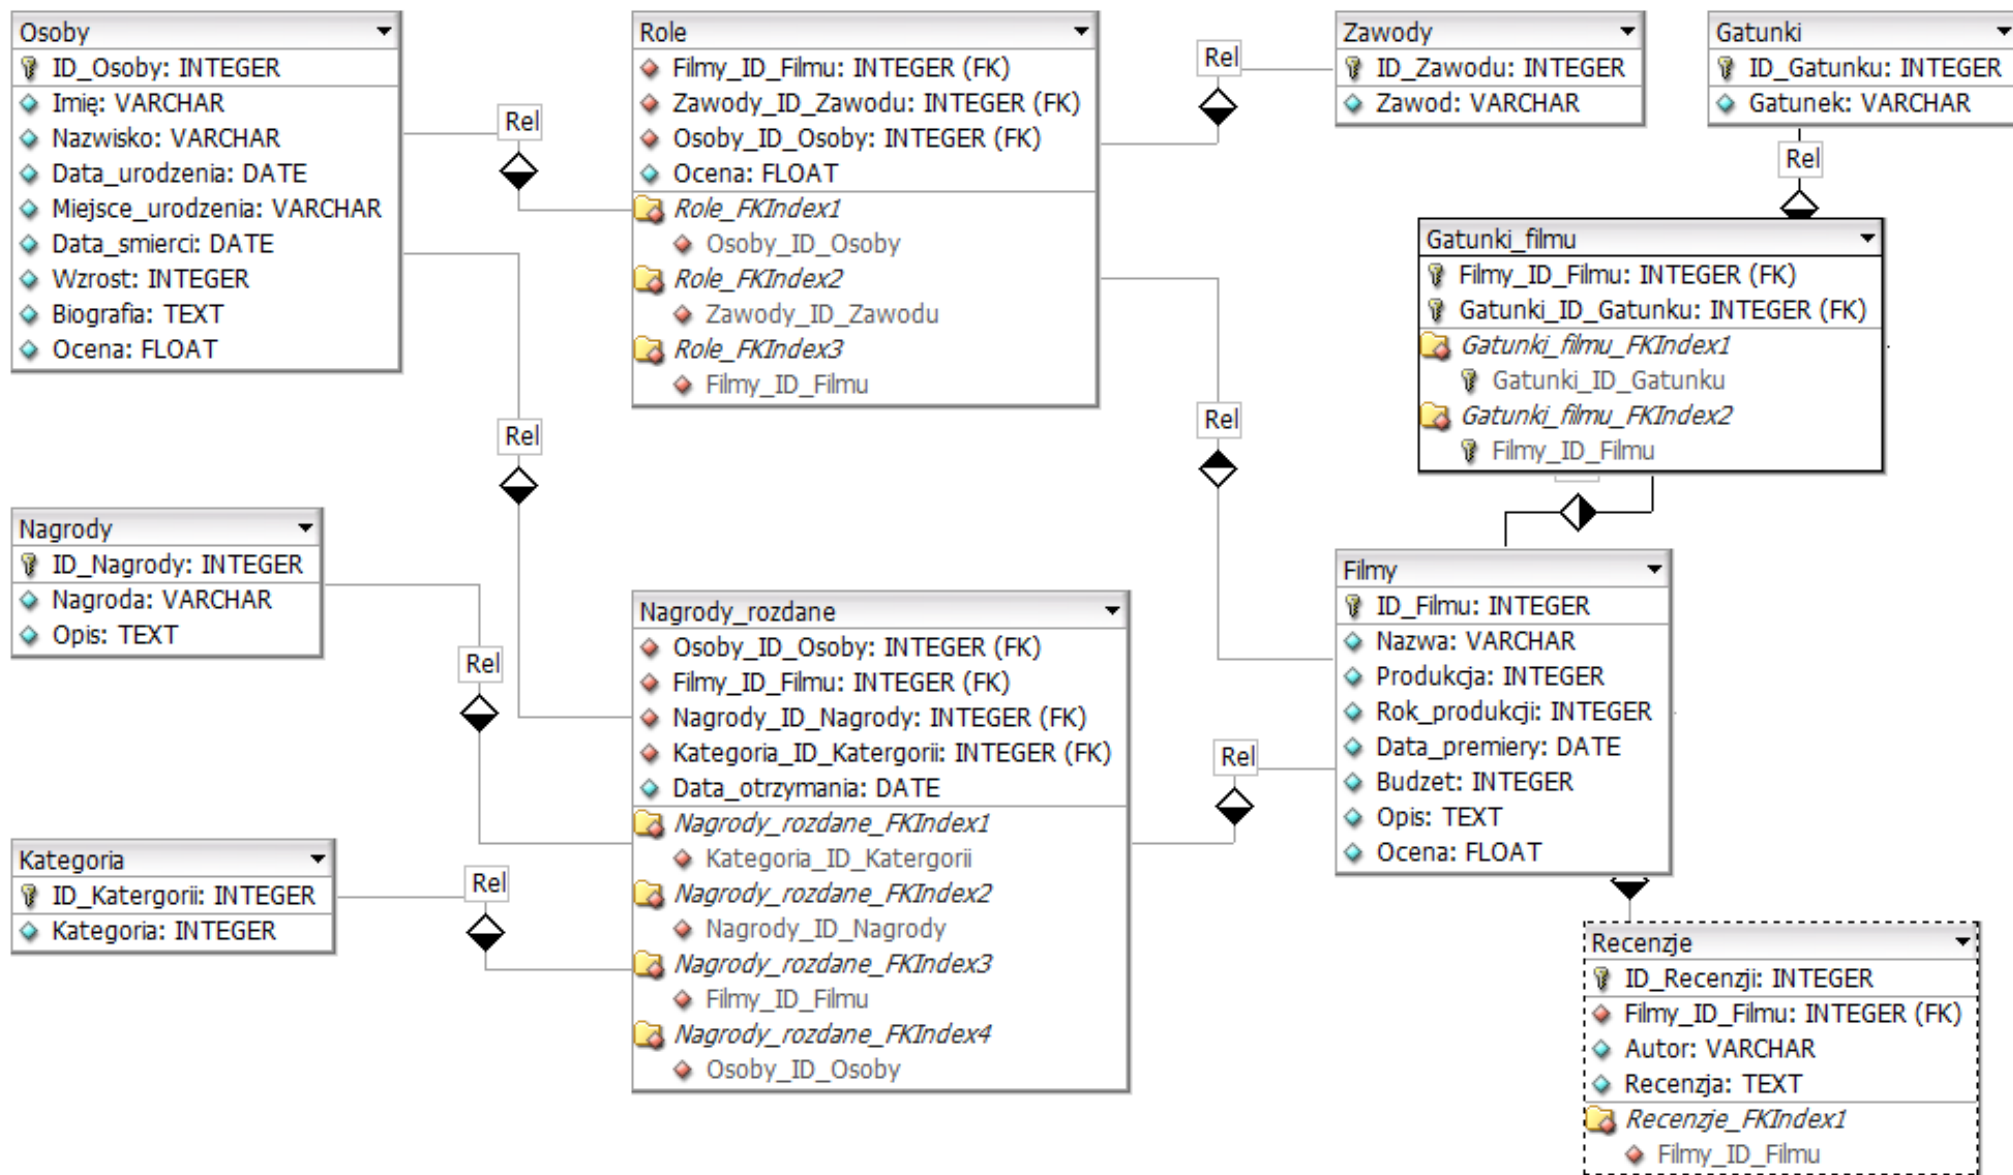 Osoby
ID_Osoby: INTEGER
Imię: VARCHAR
Nazwisko: VARCHAR
Data_urodzenia: DATE
Miejsce_urodzenia: VARCHAR
Data_smierci: DATE
Wzrost: INTEGER
Biografia: TEXT
Ocena: FLOAT
Rel
Role
Filmy_ID_Filmu: INTEGER (FK)
Zawody_ID_Zawodu: INTEGER (FK)
Osoby_ID_Osoby: INTEGER (FK)
Ocena: FLOAT
Role_FKIndex1
Osoby_ID_Osoby
Role_FKIndex2
Zawody_ID_Zawodu
Role_FKIndex3
Filmy_ID_Filmu
Rel
Zawody
ID_Zawodu: INTEGER
Zawod: VARCHAR
Gatunki
ID_Gatunku: INTEGER
Gatunek: VARCHAR
Rel
Gatunki_filmu
Filmy_ID_Filmu: INTEGER (FK)
Gatunki_ID_Gatunku: INTEGER (FK)
Gatunki_filmu_FKIndex1
Gatunki_ID_Gatunku
Gatunki_filmu_FKIndex2
Filmy_ID_Filmu
Rel
Rel
Nagrody
ID_Nagrody: INTEGER
Nagroda: VARCHAR
Opis: TEXT
Rel
Nagrody_rozdane
Osoby_ID_Osoby: INTEGER (FK)
Filmy_ID_Filmu: INTEGER (FK)
Nagrody_ID_Nagrody: INTEGER (FK)
Kategoria_ID_Katergorii: INTEGER (FK)
Data_otrzymania: DATE
Nagrody_rozdane_FKIndex1
Kategoria_ID_Katergorii
Nagrody_rozdane_FKIndex2
Nagrody_ID_Nagrody
Nagrody_rozdane_FKIndex3
Filmy_ID_Filmu
Nagrody_rozdane_FKIndex4
Osoby_ID_Osoby
Rel
Filmy
ID_Filmu: INTEGER
Nazwa: VARCHAR
Produkcja: INTEGER
Rok_produkcji: INTEGER
Data_premiery: DATE
Budzet: INTEGER
Opis: TEXT
Ocena: FLOAT
Kategoria
ID_Katergorii: INTEGER
Kategoria: INTEGER
Rel
Recenzje
ID_Recenzji: INTEGER
Filmy_ID_Filmu: INTEGER (FK)
Autor: VARCHAR
Recenzja: TEXT
Recenzje_FKIndex1
Filmy_ID_Filmu